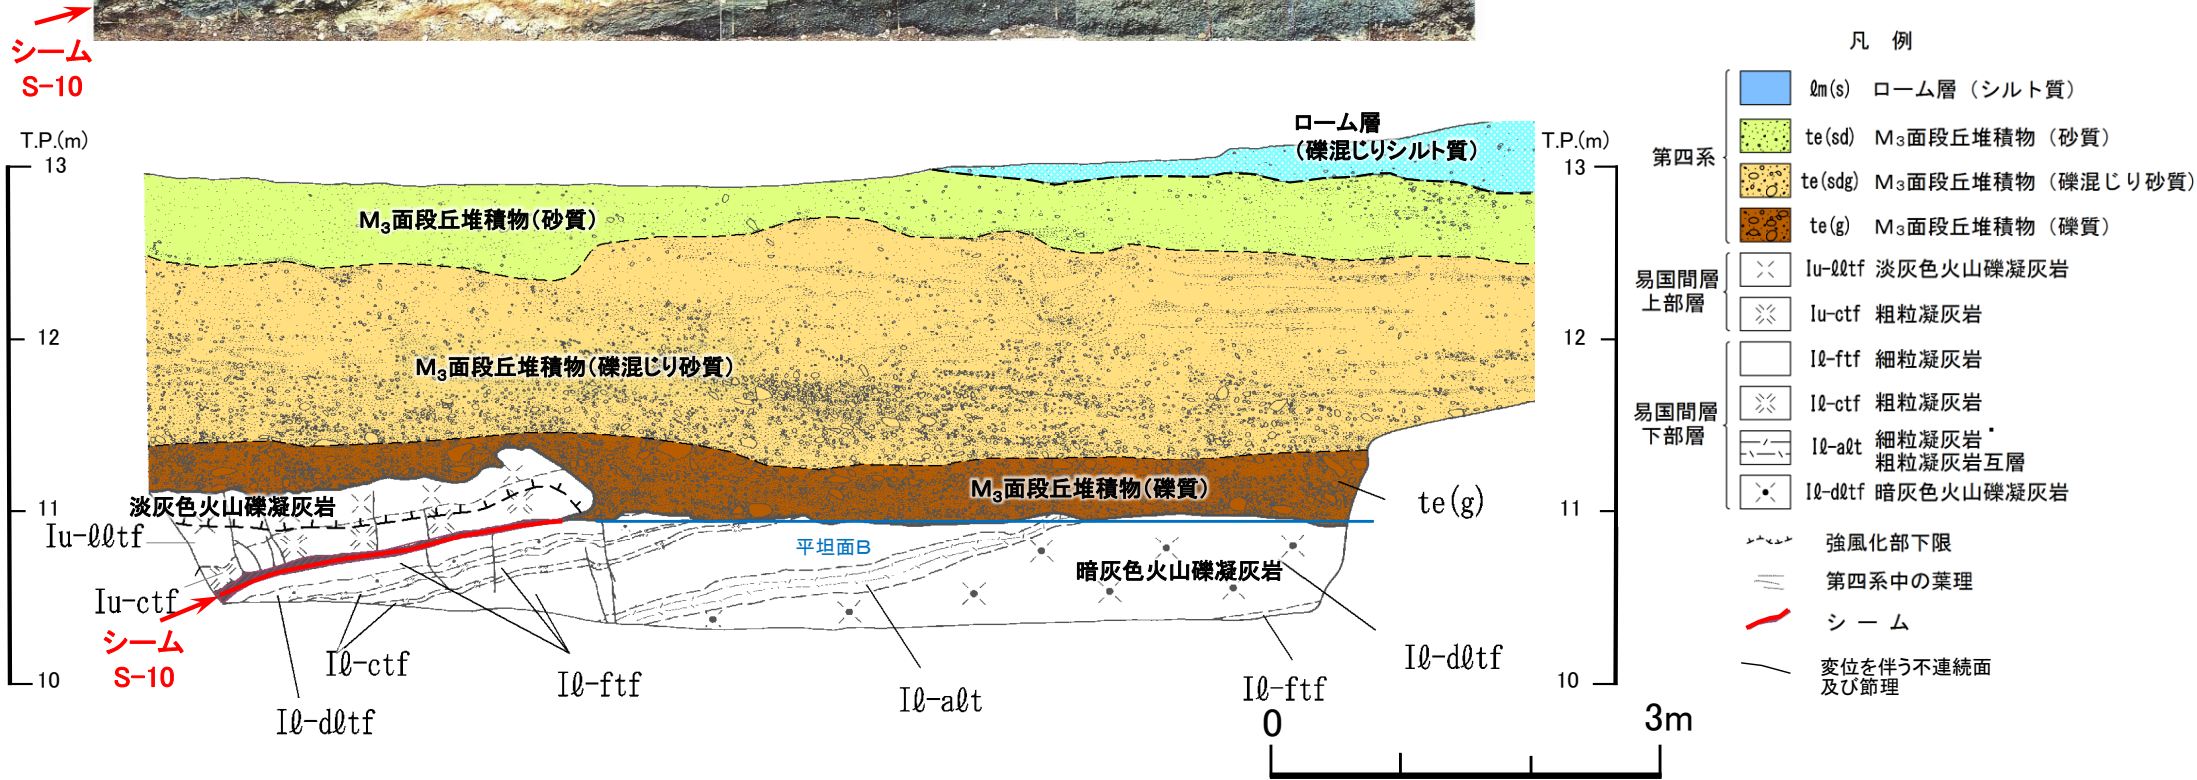 シーム
S-10
T.P.(m)
13
12
11
10
ローム層
(礫混じりシルト質)
M₃面段丘堆積物(砂質)
M₃面段丘堆積物(礫混じり砂質)
M₃面段丘堆積物(礫質)
淡灰色火山礫凝灰岩
平坦面B
暗灰色火山礫凝灰岩
te(g)
Iu-ℓℓtf
Iu-ctf
シーム
S-10
Iℓ-dℓtf
Iℓ-ctf
Iℓ-ftf
Iℓ-aℓt
Iℓ-ftf
Iℓ-dℓtf
T.P.(m)
13
12
11
10
0
3m
凡 例
第四系
ℓm(s) ローム層(シルト質)
te(sd) M₃面段丘堆積物(砂質)
te(sdg) M₃面段丘堆積物(礫混じり砂質)
te(g) M₃面段丘堆積物(礫質)
易国間層
上部層
Iu-ℓℓtf 淡灰色火山礫凝灰岩
Iu-ctf 粗粒凝灰岩
易国間層
下部層
Iℓ-ftf 細粒凝灰岩
Iℓ-ctf 粗粒凝灰岩
Iℓ-aℓt 細粒凝灰岩・
粗粒凝灰岩互層
Iℓ-dℓtf 暗灰色火山礫凝灰岩
強風化部下限
第四系中の葉理
シーム
変位を伴う不連続面
及び節理